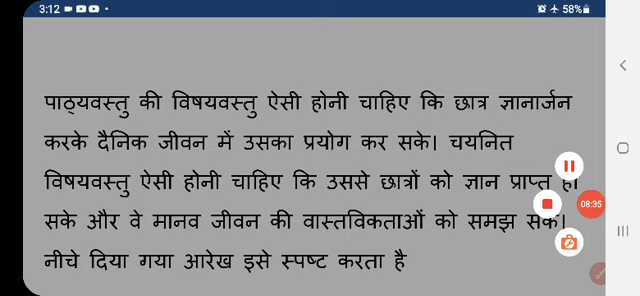 3:12
58%
पाठ्यवस्तु की विषयवस्तु ऐसी होनी चाहिए कि छात्र ज्ञानार्जन
करके दैनिक जीवन में उसका प्रयोग कर सके। चयनित
विषयवस्तु ऐसी होनी चाहिए कि उससे छात्रों को ज्ञान प्राप्त हो
08:35
सके और वे मानव जीवन की वास्तविकताओं को समझ सकें।
नीचे दिया गया आरेख इसे स्पष्ट करता है